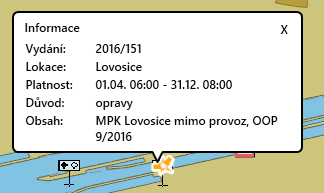 Informace X
Vydání: 2016/151
Lokace: Lovosice
Platnost: 01.04. 06:00 - 31.12. 08:00
Důvod: opravy
Obsah: MPK Lovosice mimo provoz, OOP
9/2016